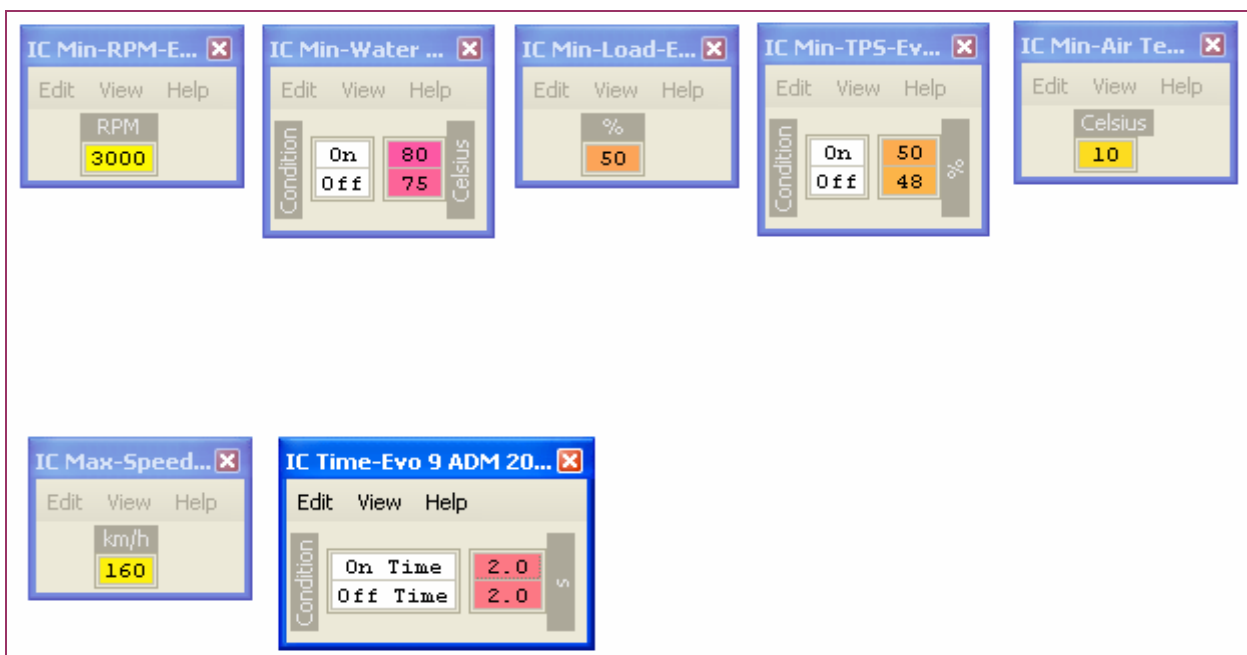 IC Min-RPM-E...
Edit View Help
RPM
3000
IC Min-Water ...
Edit View Help
Condition
On 80
Off 75
Celsius
IC Min-Load-E...
Edit View Help
%
50
IC Min-TPS-Ev...
Edit View Help
Condition
On 50
Off 48
%
IC Min-Air Te...
Edit View Help
Celsius
10
IC Max-Speed...
Edit View Help
km/h
160
IC Time-Evo 9 ADM 20...
Edit View Help
Condition
On Time 2.0
Off Time 2.0
s